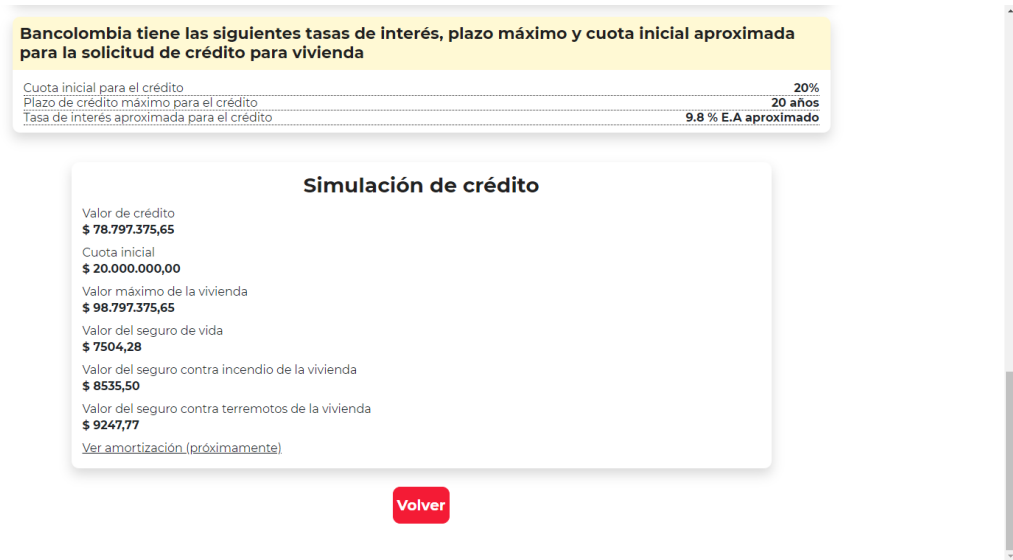 Bancolombia tiene las siguientes tasas de interés, plazo máximo y cuota inicial aproximada
para la solicitud de crédito para vivienda
Cuota inicial para el crédito 20%
Plazo de crédito máximo para el crédito 20 años
Tasa de interés aproximada para el crédito 9.8 % E.A aproximado
Simulación de crédito
Valor de crédito
$ 78.797.375,65
Cuota inicial
$ 20.000.000,00
Valor máximo de la vivienda
$ 98.797.375,65
Valor del seguro de vida
$ 7504,28
Valor del seguro contra incendio de la vivienda
$ 8535,50
Valor del seguro contra terremotos de la vivienda
$ 9247,77
Ver amortización (próximamente)
Volver